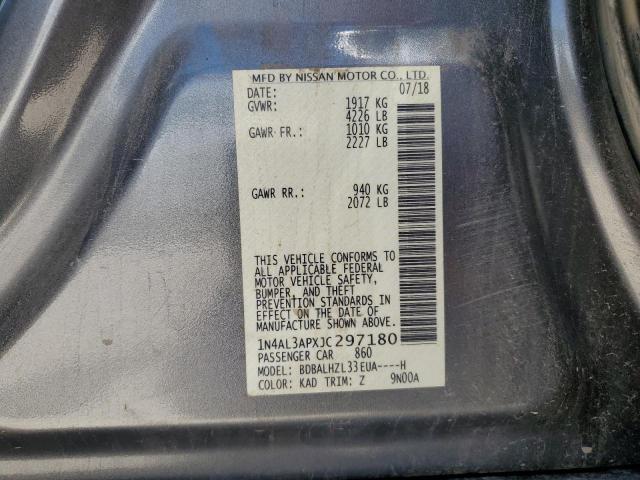 MFD BY NISSAN MOTOR CO., LTD.
DATE: 07/18
GVWR: 1917 KG
4226 LB
GAWR FR.: 1010 KG
2227 LB
GAWR RR.: 940 KG
2072 LB
THIS VEHICLE CONFORMS TO
ALL APPLICABLE FEDERAL
MOTOR VEHICLE SAFETY,
BUMPER, AND THEFT
PREVENTION STANDARDS IN
EFFECT ON THE DATE OF
MANUFACTURE SHOWN ABOVE.
1N4AL3APXJC297180
PASSENGER CAR 860
MODEL: BDBALHZL33EUA----H
COLOR: KAD TRIM: Z 9N00A